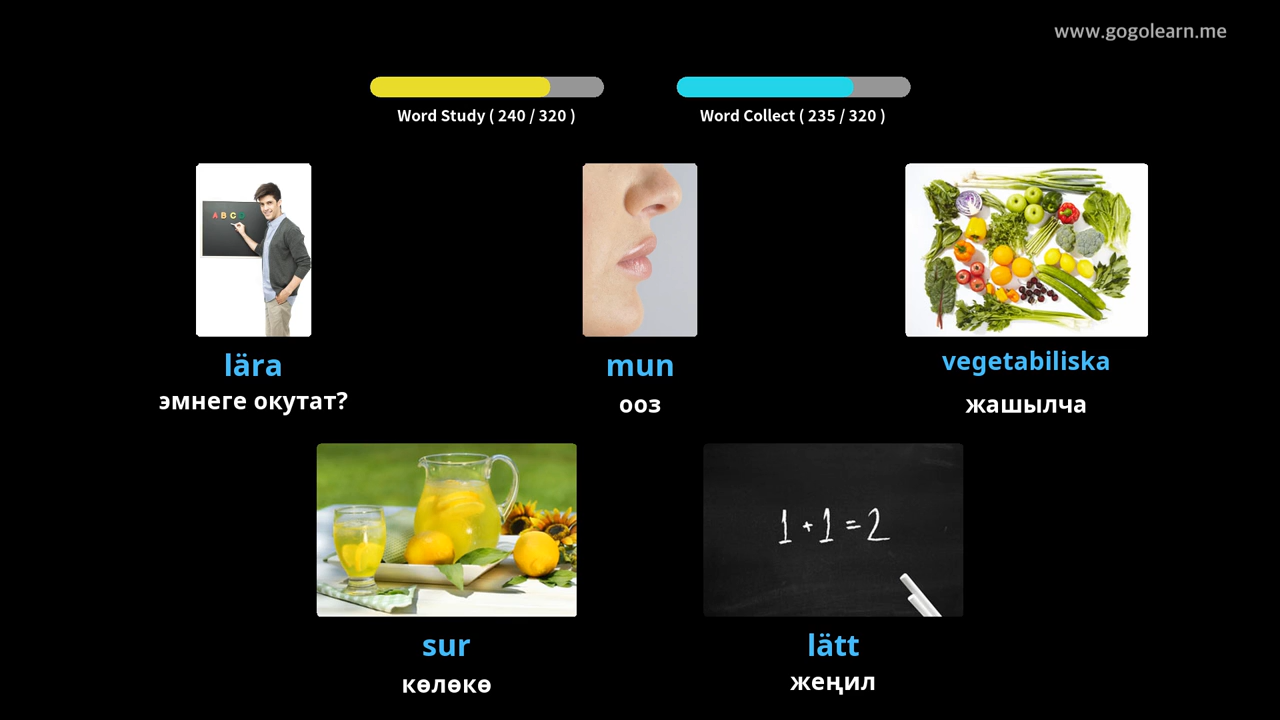 www.gogolearn.me
Word Study ( 240 / 320 )
Word Collect ( 235 / 320 )
A B C D
lära
эмнеге окутат?
mun
ооз
vegetabiliska
жашылча
1 + 1 = 2
sur
көлөкө
lätt
жеңил